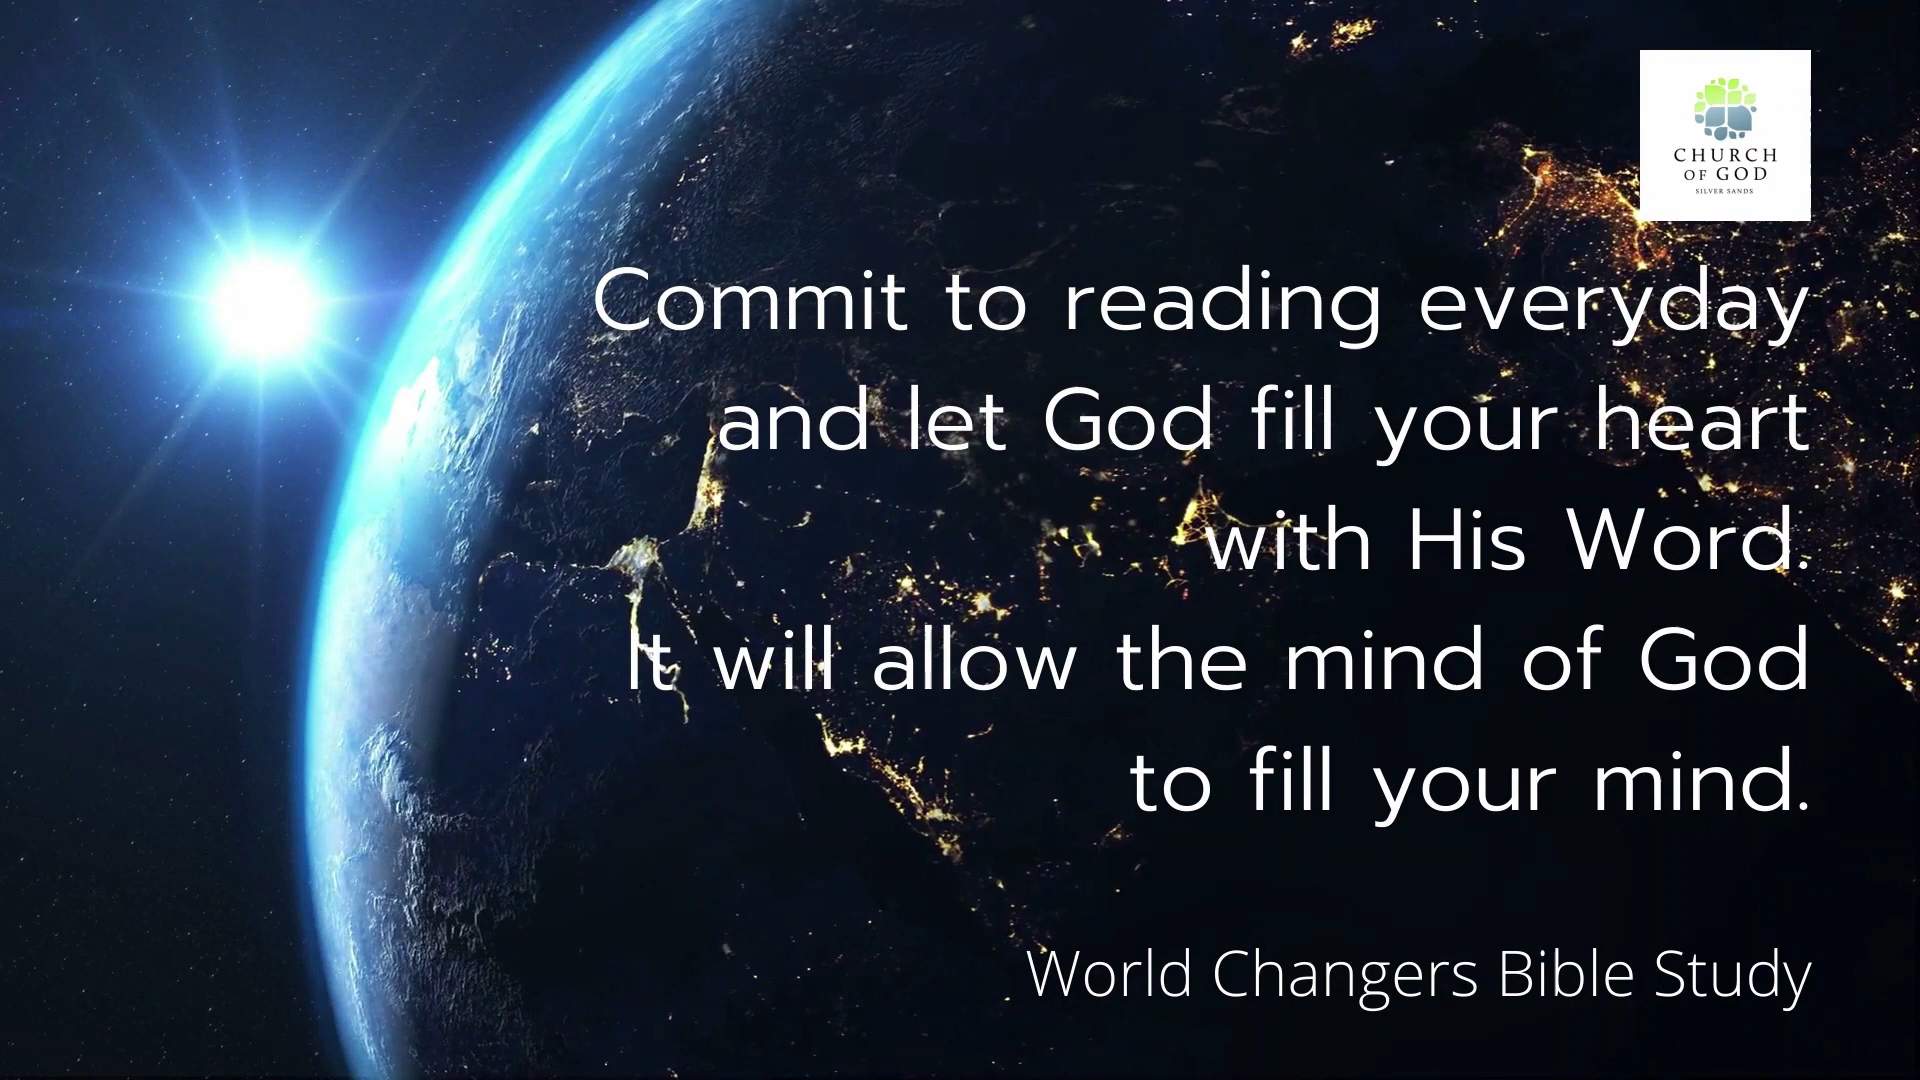 CHURCH
OF GOD
SILVER SANDS
Commit to reading everyday
and let God fill your heart
with His Word.
It will allow the mind of God
to fill your mind.
World Changers Bible Study